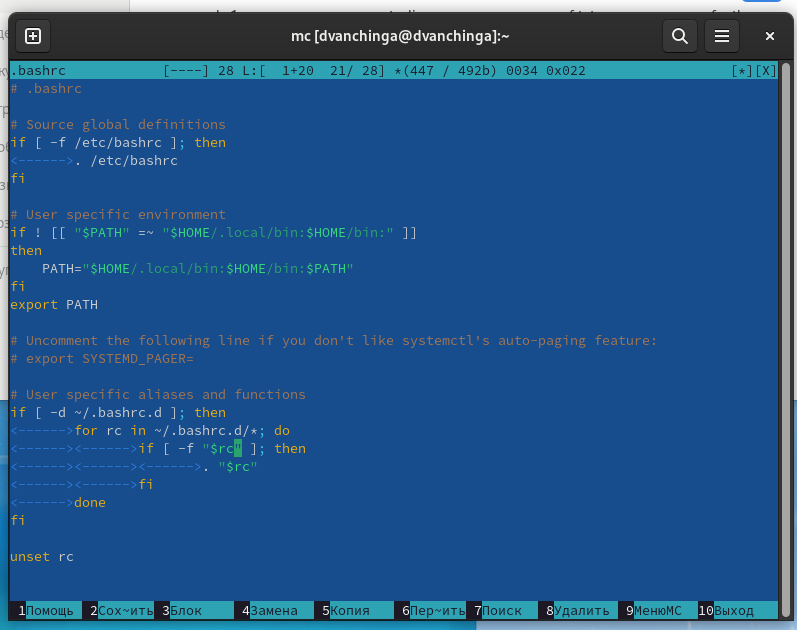 mc [dvanchinga@dvanchinga]:~
.bashrc            [----] 28 L:[  1+20  21/ 28] *(447 / 492b) 0034 0x022                  [*][X]
# .bashrc

# Source global definitions
if [ -f /etc/bashrc ]; then
<------>. /etc/bashrc
fi

# User specific environment
if ! [[ "$PATH" =~ "$HOME/.local/bin:$HOME/bin:" ]]
then
    PATH="$HOME/.local/bin:$HOME/bin:$PATH"
fi
export PATH

# Uncomment the following line if you don't like systemctl's auto-paging feature:
# export SYSTEMD_PAGER=

# User specific aliases and functions
if [ -d ~/.bashrc.d ]; then
<------>for rc in ~/.bashrc.d/*; do
<------><------>if [ -f "$rc" ]; then
<------><------><------>. "$rc"
<------><------>fi
<------>done
fi

unset rc
1Помощь 2Сох~ить 3Блок 4Замена 5Копия 6Пер~ить 7Поиск 8Удалить 9МенюMC 10Выход